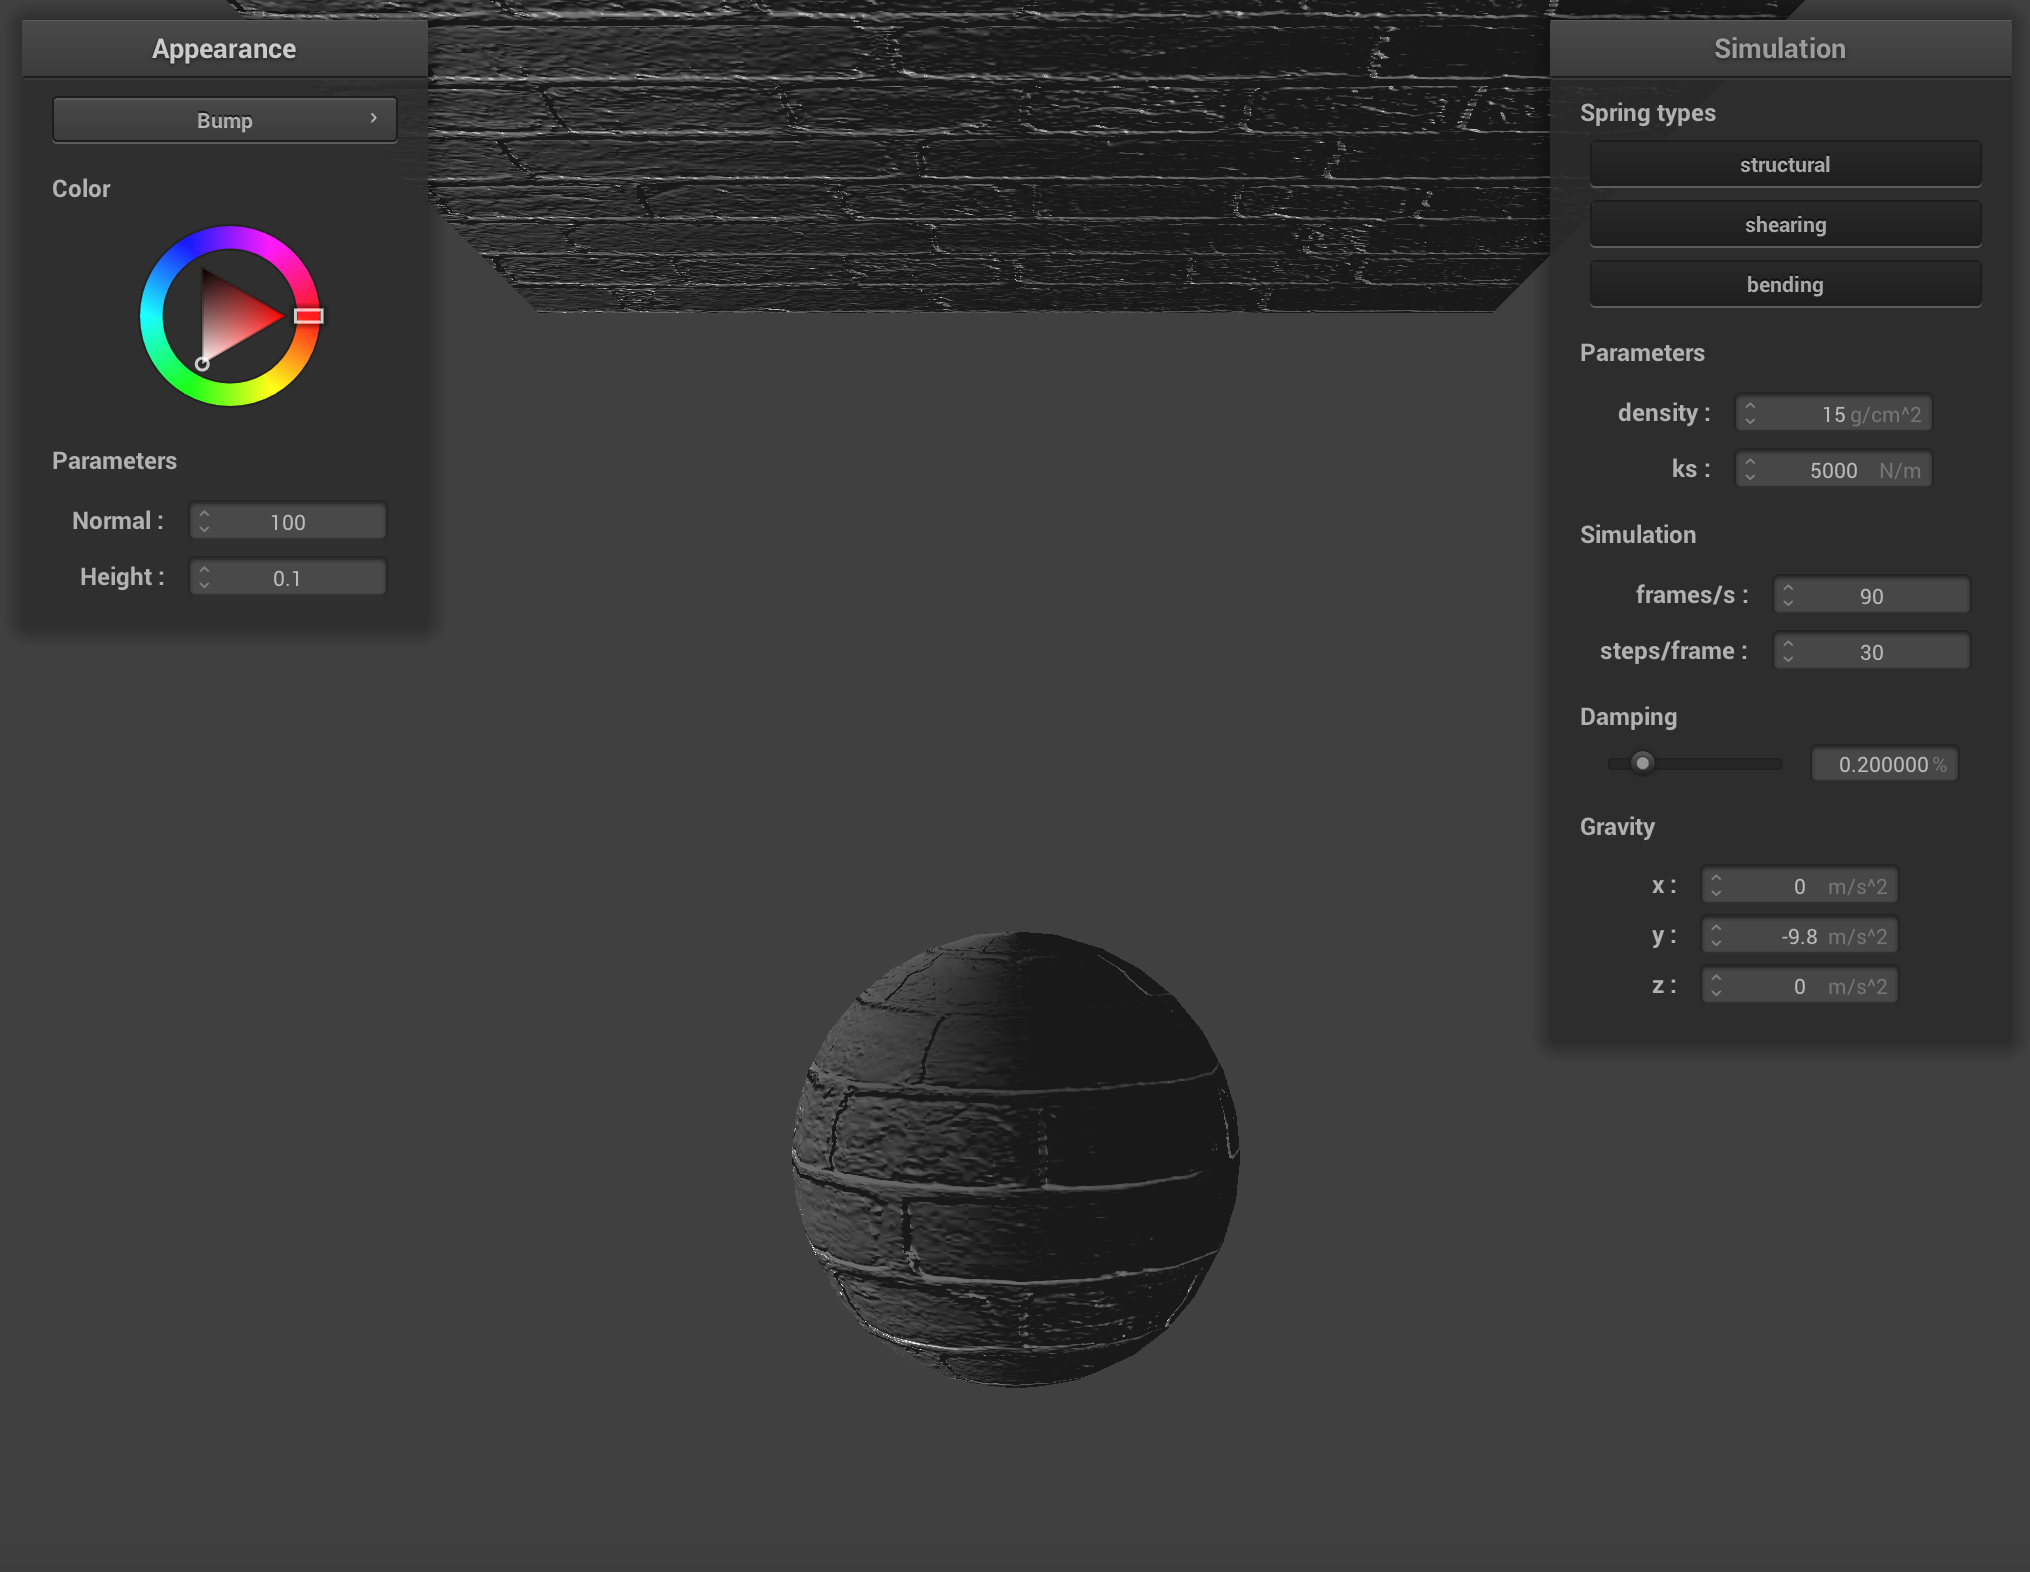 Appearance
Bump
Color
Parameters
Normal : 100
Height : 0.1
Simulation
Spring types
structural
shearing
bending
Parameters
density : 15 g/cm^2
ks : 5000 N/m
Simulation
frames/s : 90
steps/frame : 30
Damping
0.200000 %
Gravity
x : 0 m/s^2
y : -9.8 m/s^2
z : 0 m/s^2